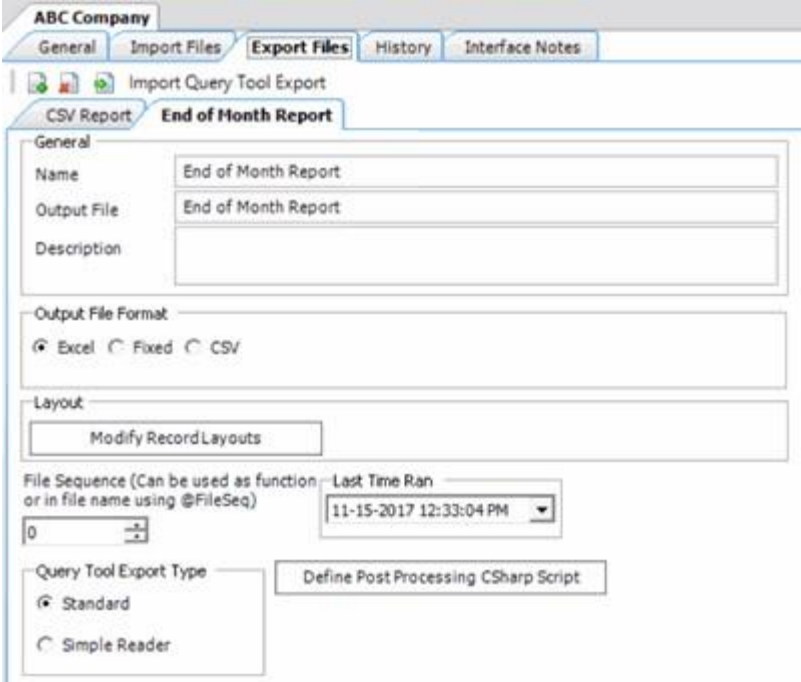 ABC Company
General Import Files Export Files History Interface Notes
Import Query Tool Export
CSV Report End of Month Report
General
Name End of Month Report
Output File End of Month Report
Description
Output File Format
Excel Fixed CSV
Layout
Modify Record Layouts
File Sequence (Can be used as function Last Time Ran
or in file name using @FileSeq)
11-15-2017 12:33:04 PM
0
Query Tool Export Type
Define Post Processing CSharp Script
Standard
Simple Reader